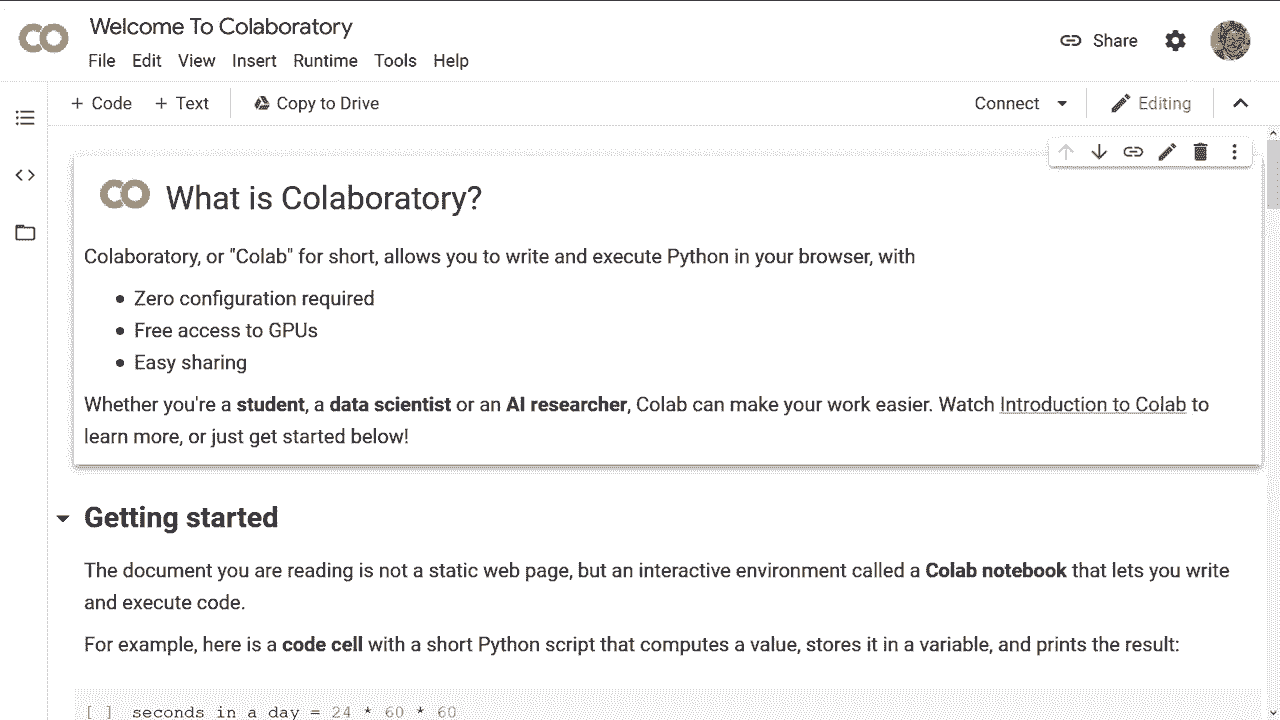 Welcome To Colaboratory
Share
File Edit View Insert Runtime Tools Help
+ Code + Text Copy to Drive Connect Editing
CO What is Colaboratory?
Colaboratory, or "Colab" for short, allows you to write and execute Python in your browser, with
• Zero configuration required
• Free access to GPUs
• Easy sharing
Whether you're a student, a data scientist or an AI researcher, Colab can make your work easier. Watch Introduction to Colab to
learn more, or just get started below!
Getting started
The document you are reading is not a static web page, but an interactive environment called a Colab notebook that lets you write
and execute code.
For example, here is a code cell with a short Python script that computes a value, stores it in a variable, and prints the result:
[ ] seconds_in_a_day = 24 * 60 * 60